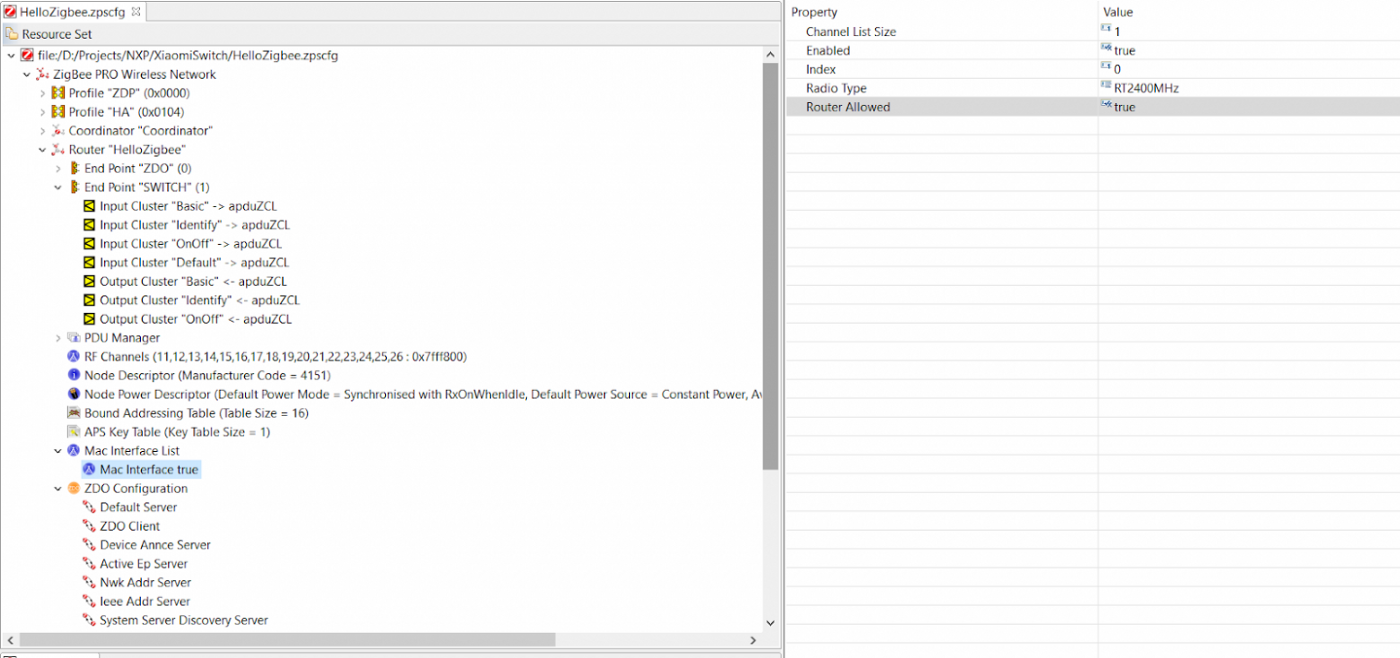 HelloZigbee.zpscfg
Resource Set
file:/D:/Projects/NXP/XiaomiSwitch/HelloZigbee.zpscfg
ZigBee PRO Wireless Network
Profile "ZDP" (0x0000)
Profile "HA" (0x0104)
Coordinator "Coordinator"
Router "HelloZigbee"
End Point "ZDO" (0)
End Point "SWITCH" (1)
Input Cluster "Basic" -> apduZCL
Input Cluster "Identify" -> apduZCL
Input Cluster "OnOff" -> apduZCL
Input Cluster "Default" -> apduZCL
Output Cluster "Basic" <- apduZCL
Output Cluster "Identify" <- apduZCL
Output Cluster "OnOff" <- apduZCL
PDU Manager
RF Channels (11,12,13,14,15,16,17,18,19,20,21,22,23,24,25,26 : 0x7fff800)
Node Descriptor (Manufacturer Code = 4151)
Node Power Descriptor (Default Power Mode = Synchronised with RxOnWhenIdle, Default Power Source = Constant Power,
Bound Addressing Table (Table Size = 16)
APS Key Table (Key Table Size = 1)
Mac Interface List
Mac Interface true
ZDO Configuration
Default Server
ZDO Client
Device Annce Server
Active Ep Server
Nwk Addr Server
Ieee Addr Server
System Server Discovery Server
Property Value
Channel List Size 1
Enabled true
Index 0
Radio Type RT2400MHz
Router Allowed true